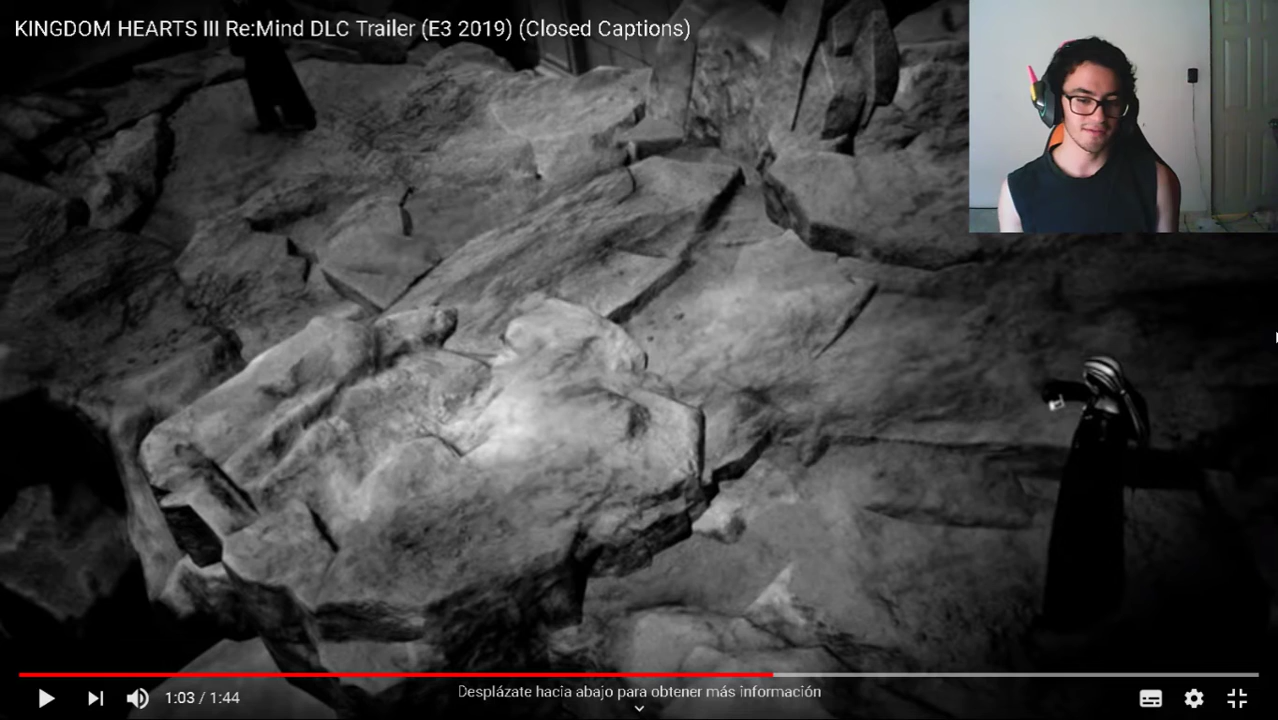 KINGDOM HEARTS III Re:Mind DLC Trailer (E3 2019) (Closed Captions)
1:03 / 1:44
Desplázate hacia abajo para obtener más información